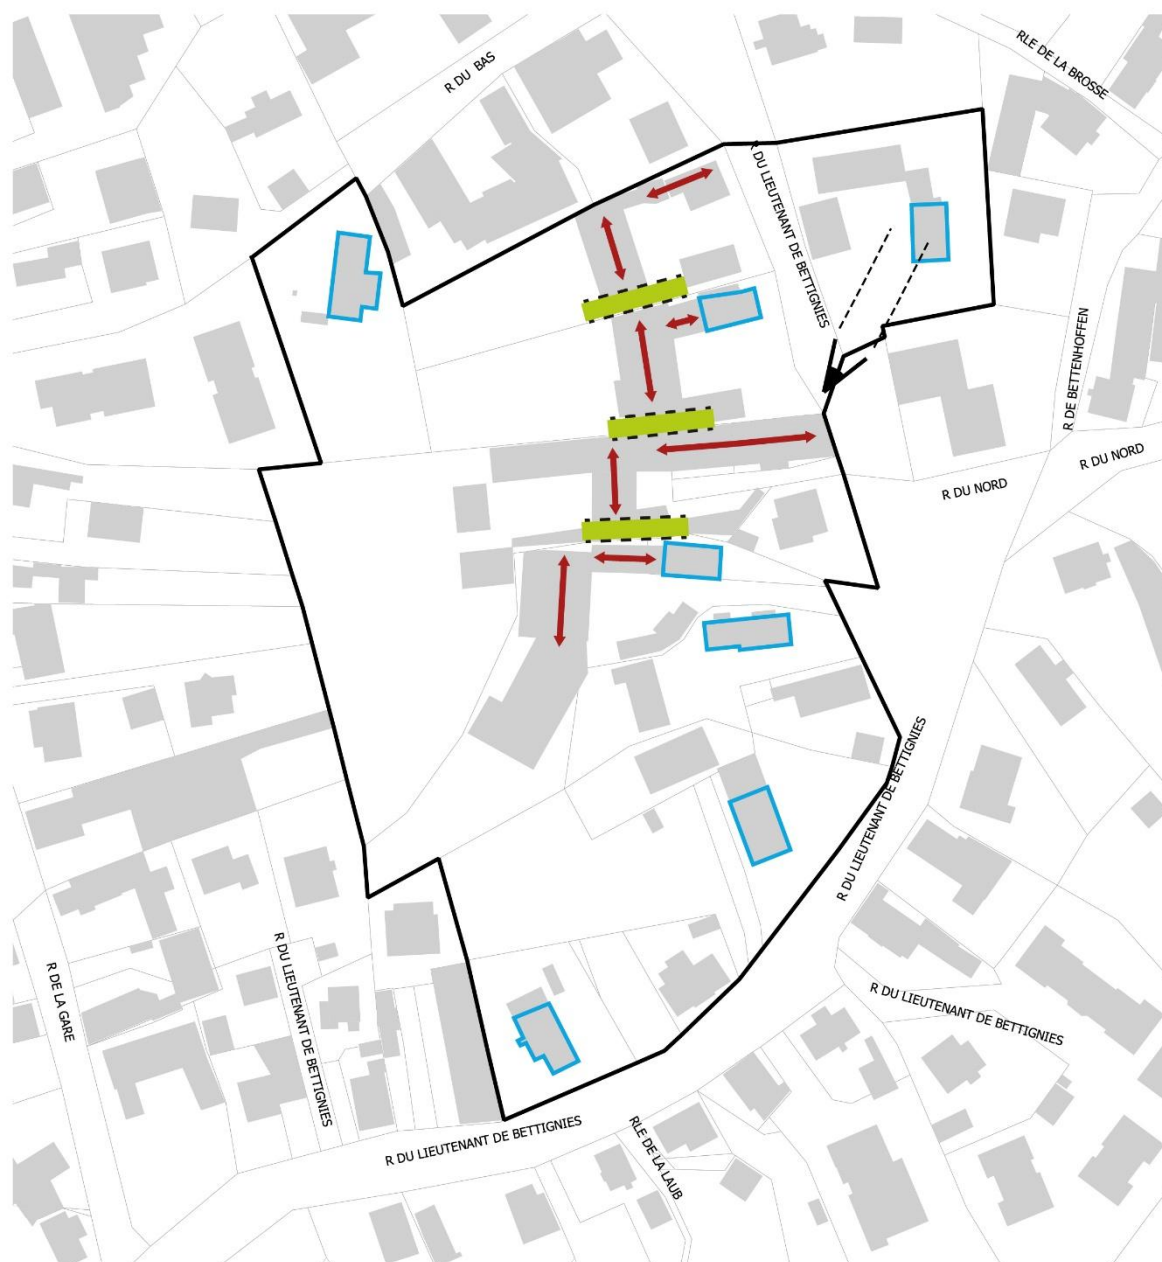 R DU BAS
RLE DE LA BROSSE
R DU LIEUTENANT DE BETTIGNIES
R DE BETTENHOFFEN
R DU NORD
R DU NORD
R DU LIEUTENANT DE BETTIGNIES
R DE LA GARE
R DU LIEUTENANT DE BETTIGNIES
R DU LIEUTENANT DE BETTIGNIES
R DU LIEUTENANT DE BETTIGNIES
RLE DE LA LAUB